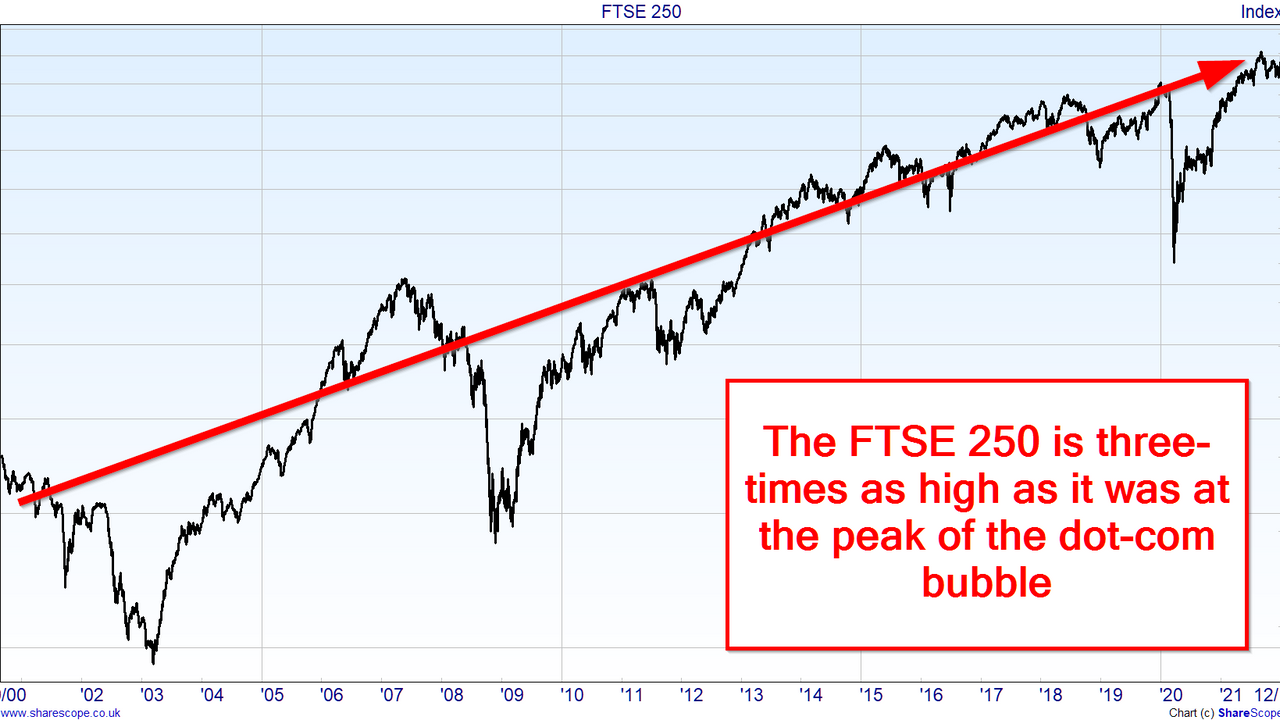 FTSE 250
Index
The FTSE 250 is three-
times as high as it was at
the peak of the dot-com
bubble
/00 '02 '03 '04 '05 '06 '07 '08 '09 '10 '11 '12 '13 '14 '15 '16 '17 '18 '19 '20 '21 12/
www.sharescope.co.uk
Chart (c) ShareScope